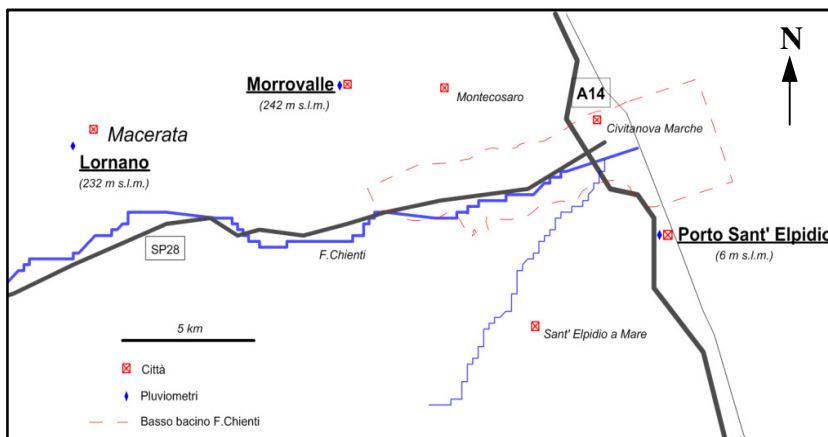 N
A14
Morrovalle
(242 m s.l.m.)
Montecosaro
Civitanova Marche
Macerata
Lornano
(232 m s.l.m.)
Porto Sant' Elpidio
(6 m s.l.m.)
SP28
F.Chienti
5 km
Sant' Elpidio a Mare
Città
Pluviometri
Basso bacino F.Chienti